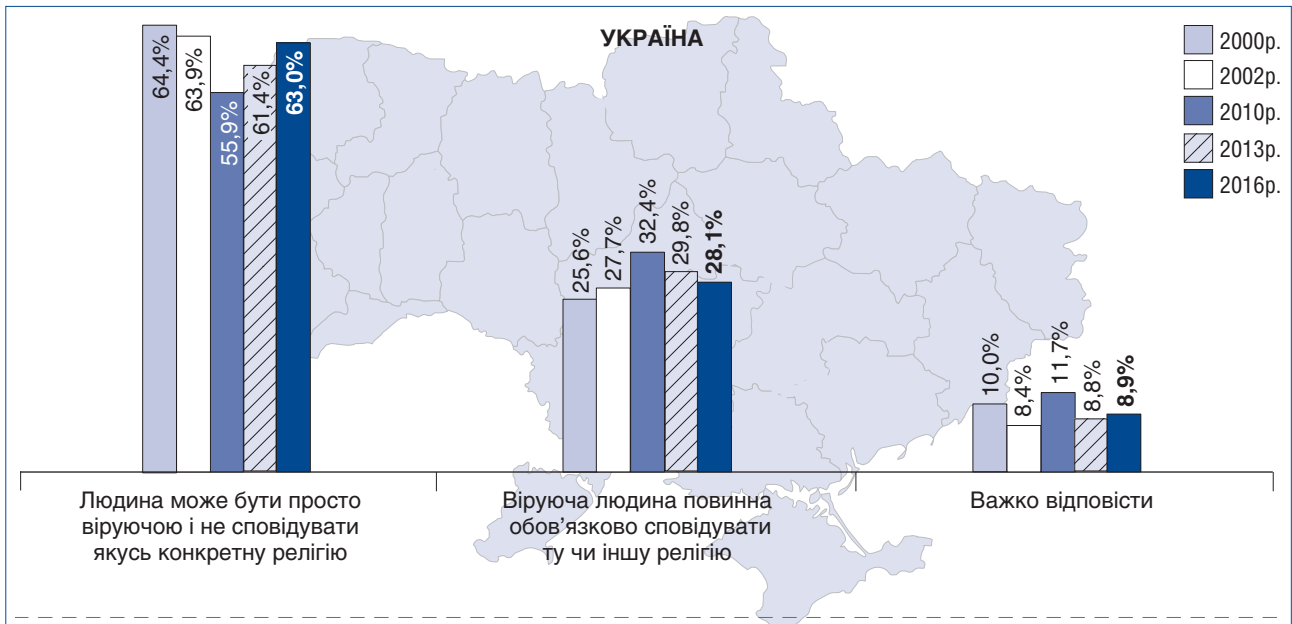 УКРАЇНА
2000р.
2002р.
2010р.
2013р.
2016р.
64,4%
63,9%
55,9%
61,4%
63,0%
25,6%
27,7%
32,4%
29,8%
28,1%
10,0%
8,4%
11,7%
8,8%
8,9%
Людина може бути просто
віруючою і не сповідувати
якусь конкретну релігію
Віруюча людина повинна
обов’язково сповідувати
ту чи іншу релігію
Важко відповісти